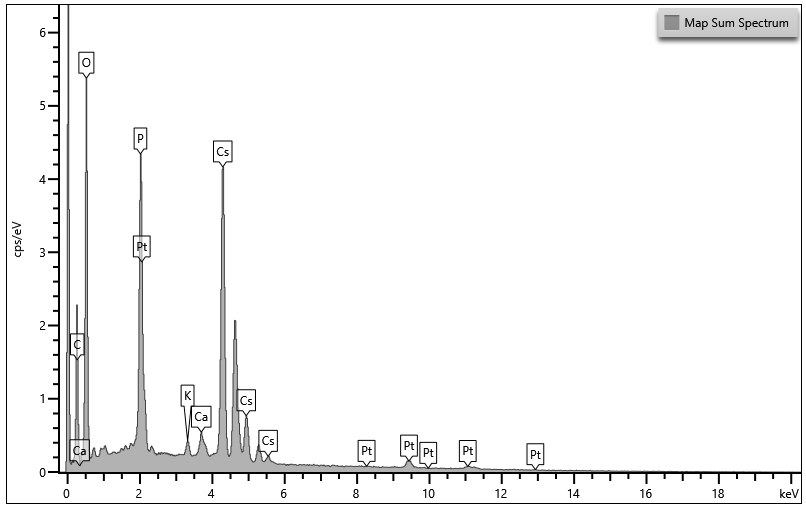 Map Sum Spectrum
6
O
5
P
Cs
4
cps/eV
3
Pt
2
C
K
1
Ca
Cs
Ca
Cs
Pt
Pt
Pt
Pt
Pt
0
0 2 4 6 8 10 12 14 16 18 keV